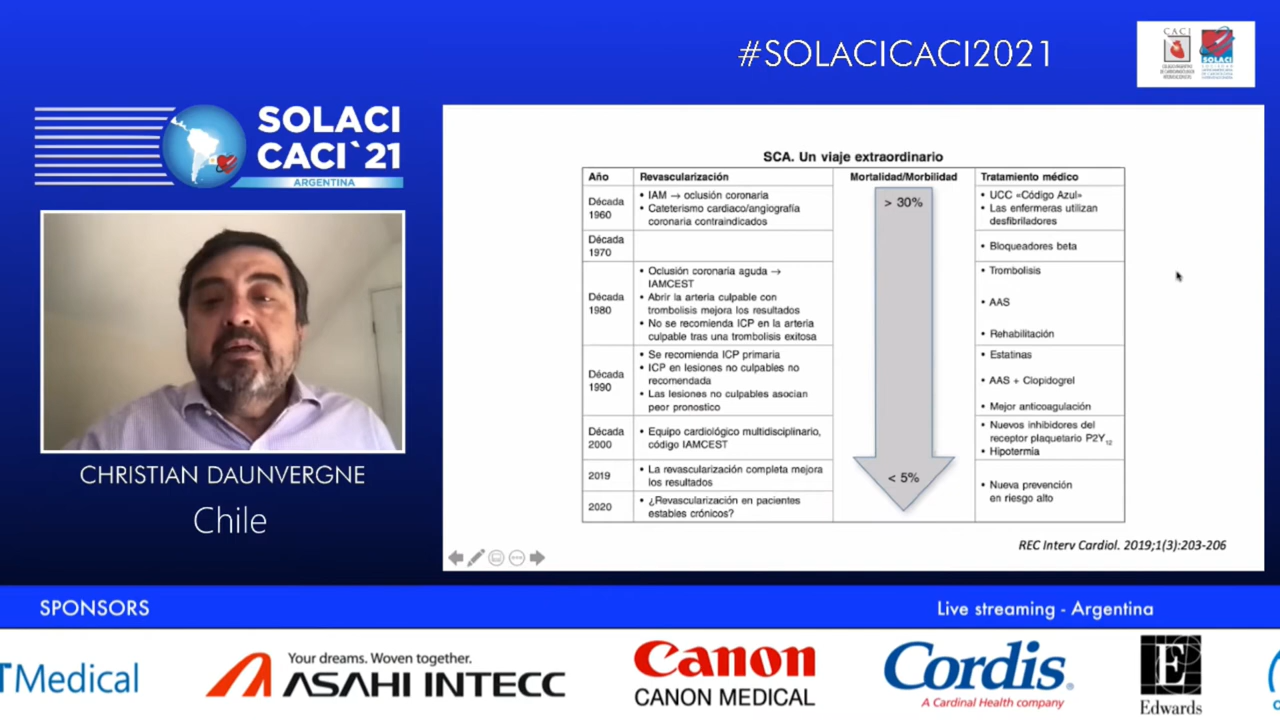 #SOLACICACI2021
CACI
SOLACI
SOLACI
CACI`21
ARGENTINA
CHRISTIAN DAUNVERGNE
Chile
SCA. Un viaje extraordinario
Año
Revascularización
Mortalidad/Morbilidad
Tratamiento médico
Década
1960
• IAM → oclusión coronaria
• Cateterismo cardiaco/angiografía
coronaria contraindicados
> 30%
• UCC «Código Azul»
• Las enfermeras utilizan
desfibriladores
Década
1970
• Bloqueadores beta
Década
1980
• Oclusión coronaria aguda →
IAMCEST
• Abrir la arteria culpable con
trombolisis mejora los resultados
• No se recomienda ICP en la arteria
culpable tras una trombolisis exitosa
• Trombolisis
• AAS
• Rehabilitación
Década
1990
• Se recomienda ICP primaria
• ICP en lesiones no culpables no
recomendada
• Las lesiones no culpables asocian
peor pronostico
• Estatinas
• AAS + Clopidogrel
• Mejor anticoagulación
Década
2000
• Equipo cardiológico multidisciplinario,
código IAMCEST
• Nuevos inhibidores del
receptor plaquetario P2Y12
• Hipotermia
2019
• La revascularización completa mejora
los resultados
< 5%
• Nueva prevención
en riesgo alto
2020
• ¿Revascularización en pacientes
estables crónicos?
REC Interv Cardiol. 2019;1(3):203-206
SPONSORS
Live streaming - Argentina
TMedical
Your dreams. Woven together.
ASAHI INTECC
Canon
CANON MEDICAL
Cordis.
A Cardinal Health company
Edwards